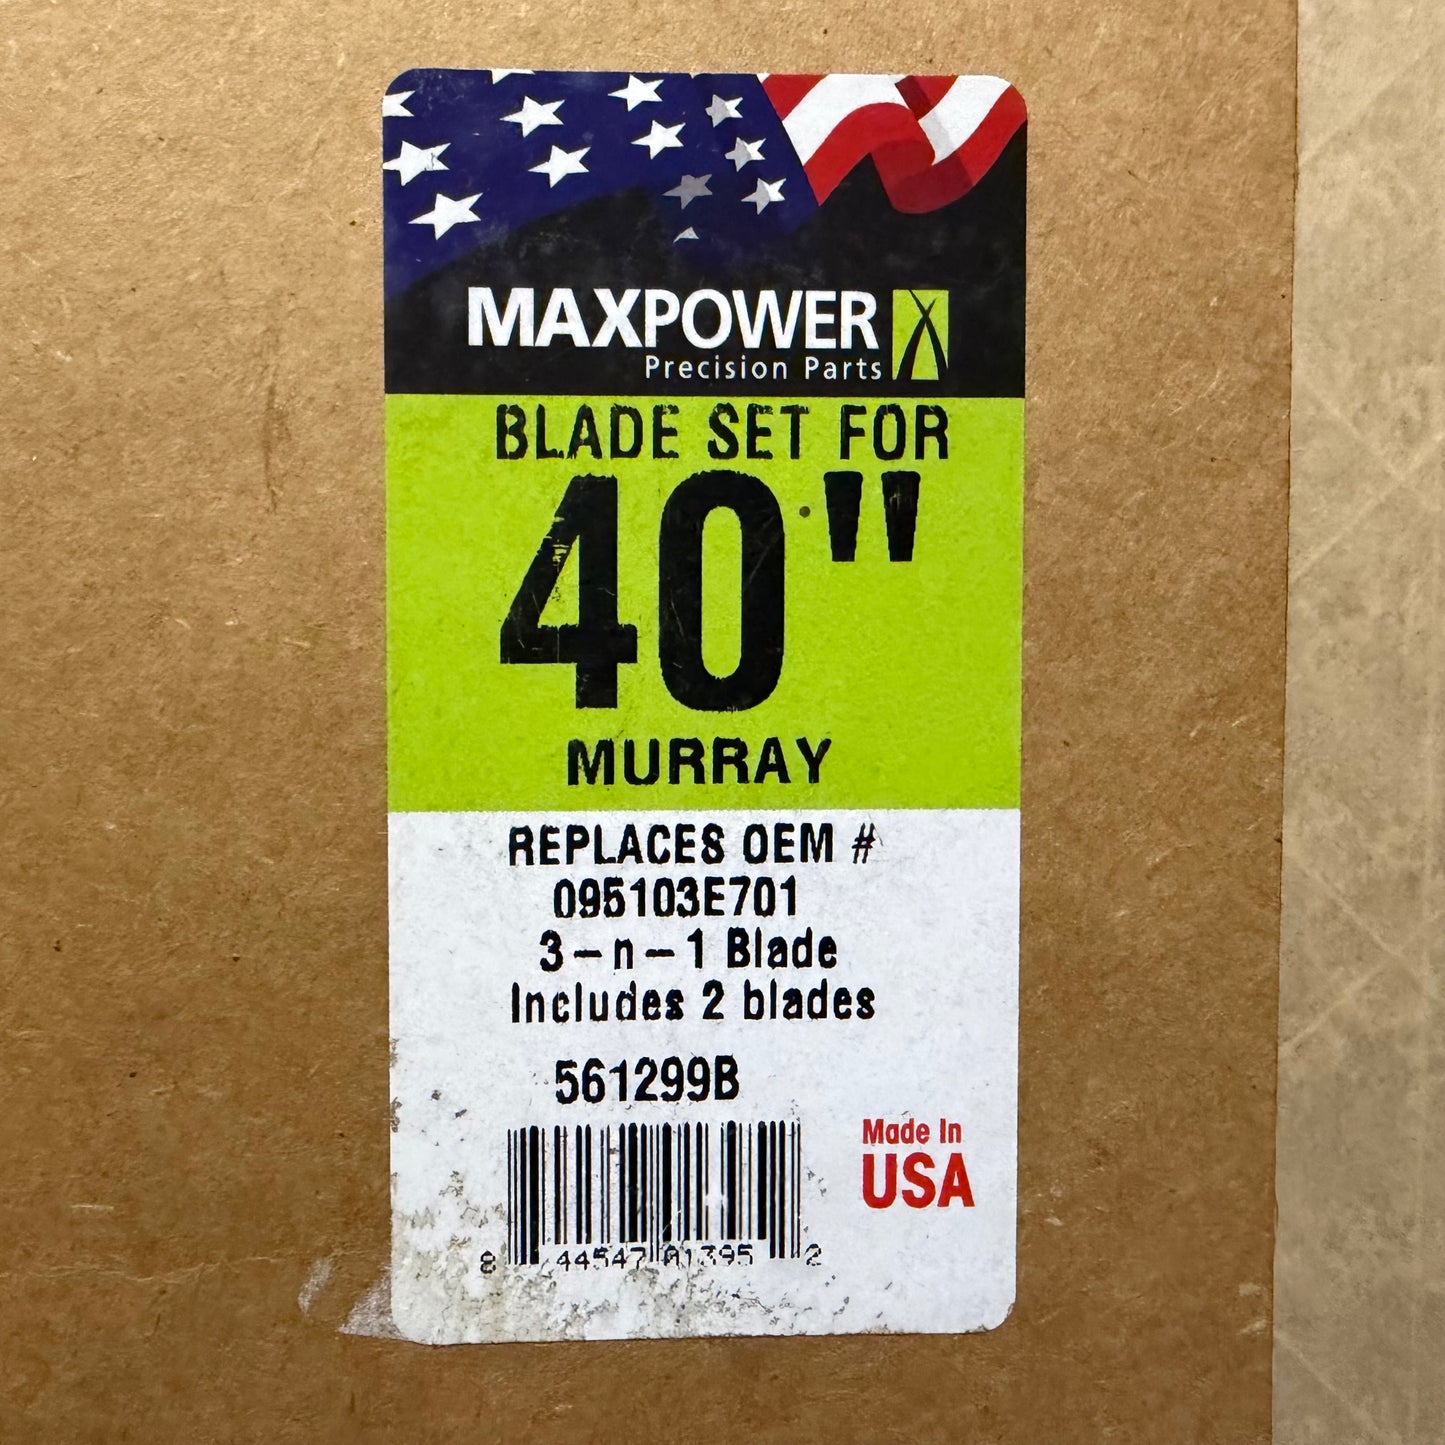 MAXPOWER
Precision Parts
BLADE SET FOR
40"
MURRAY
REPLACES OEM #
095103E701
3-n-1 Blade
Includes 2 blades
561299B
Made In
USA
8 44547 01395 2